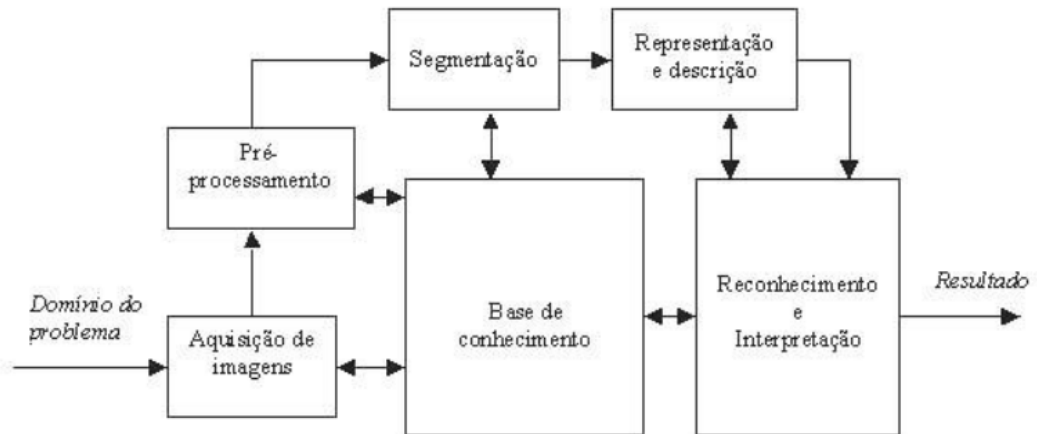 Segmentação
Representação
e descrição
Pré-
processamento
Domínio do
problema
Aquisição de
imagens
Base de
conhecimento
Reconhecimento
e
Interpretação
Resultado